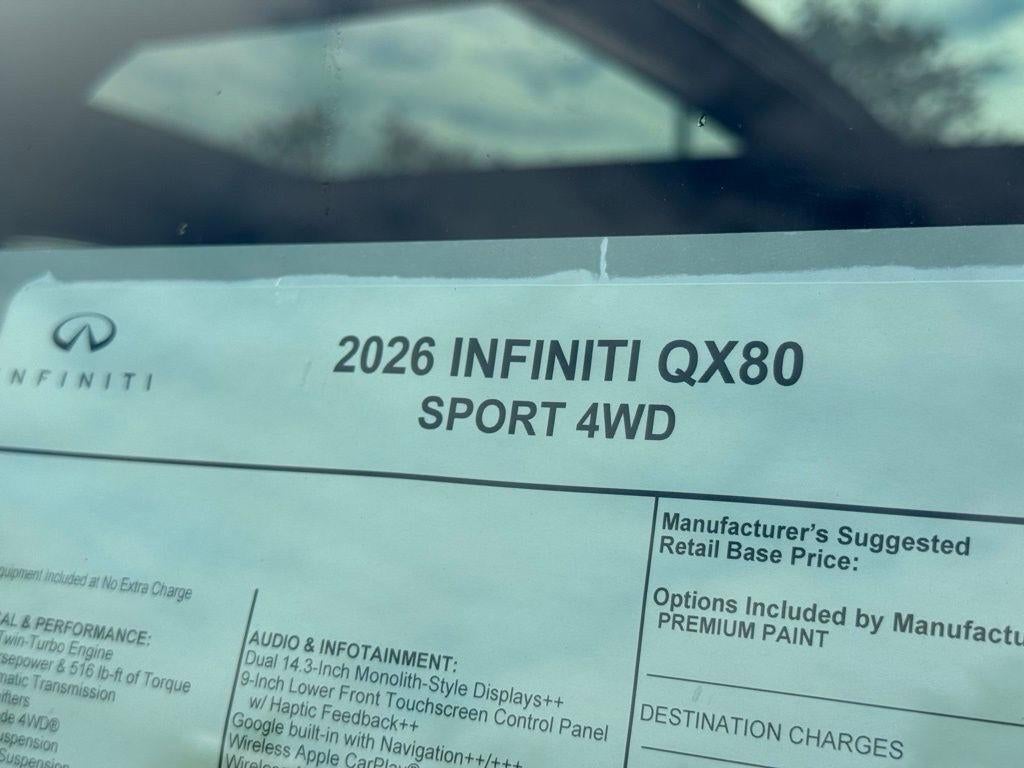 INFINITI
2026 INFINITI QX80
SPORT 4WD
Manufacturer's Suggested
Retail Base Price:
Options Included by Manufactu
PREMIUM PAINT
DESTINATION CHARGES
quipment Included at No Extra Charge
AL & PERFORMANCE:
Twin-Turbo Engine
rsepower & 516 lb-ft of Torque
matic Transmission
ifters
de 4WD®
uspension
Suspension
AUDIO & INFOTAINMENT:
Dual 14.3-Inch Monolith-Style Displays++
9-Inch Lower Front Touchscreen Control Panel
w/ Haptic Feedback++
Google built-in with Navigation++/+++
Wireless Apple CarPlay®
Wireless